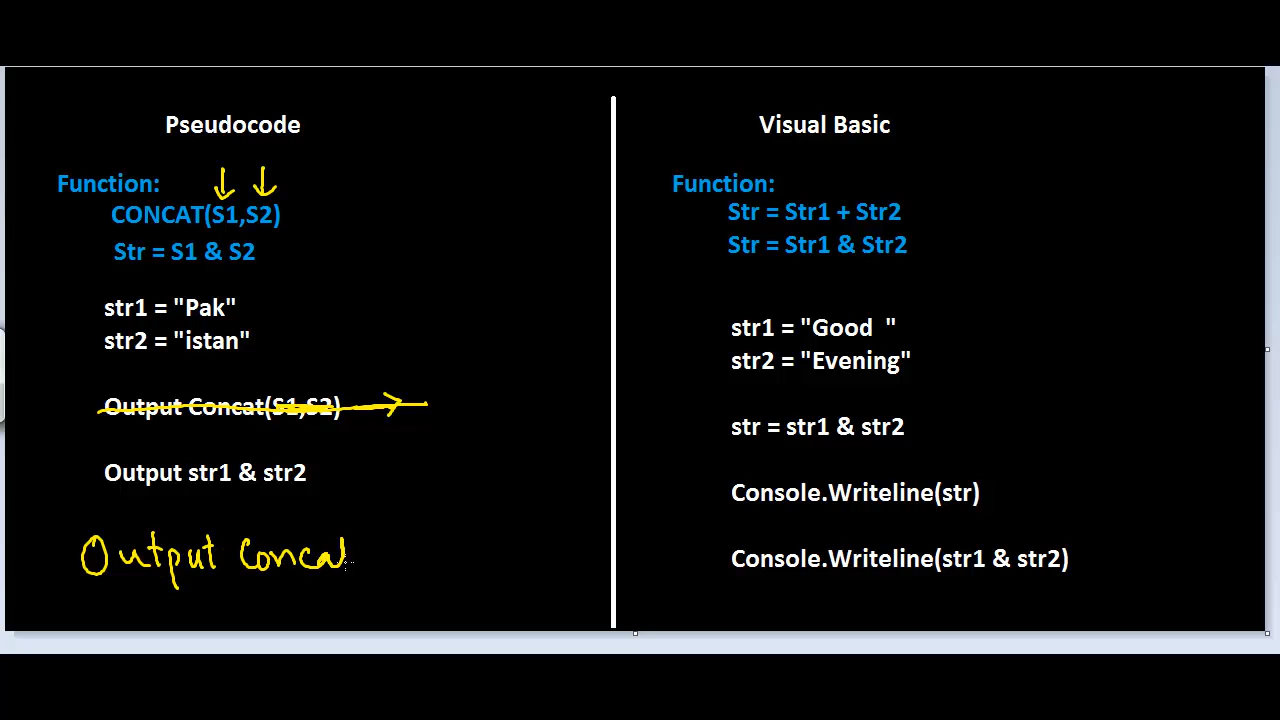 Pseudocode
Function:
CONCAT(S1,S2)
Str = S1 & S2
str1 = "Pak"
str2 = "istan"
Output Concat(S1,S2)
Output str1 & str2
Output Concat
Visual Basic
Function:
Str = Str1 + Str2
Str = Str1 & Str2
str1 = "Good  "
str2 = "Evening"
str = str1 & str2
Console.Writeline(str)
Console.Writeline(str1 & str2)